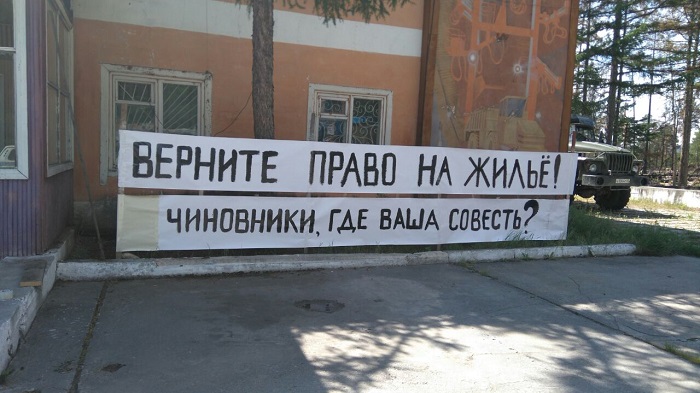 ВЕРНИТЕ ПРАВО НА ЖИЛЬЁ!
ЧИНОВНИКИ, ГДЕ ВАША СОВЕСТЬ?